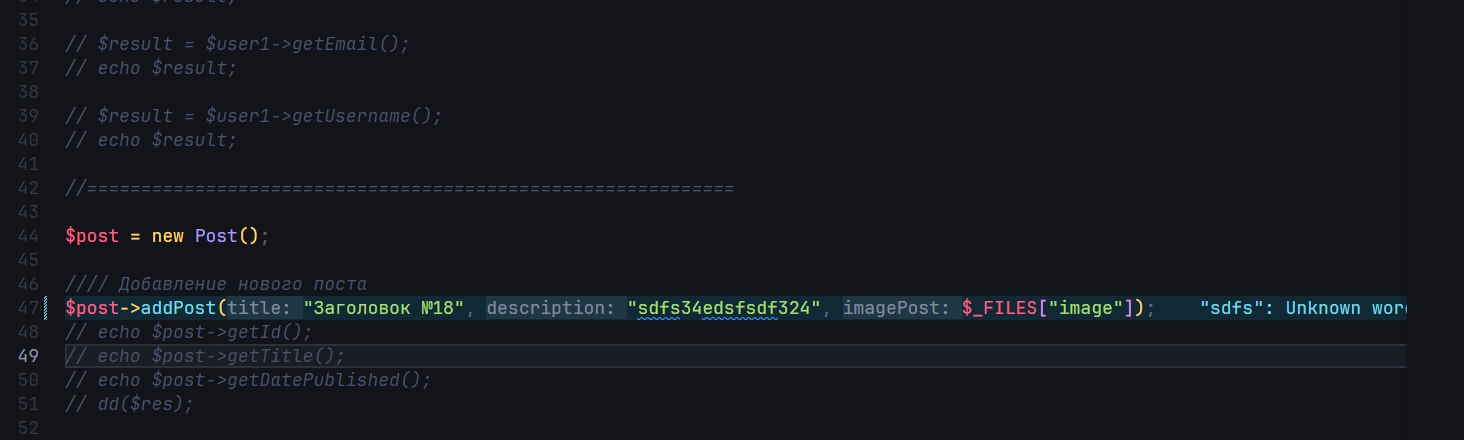 34 // echo $result;
35
36 // $result = $user1->getEmail();
37 // echo $result;
38
39 // $result = $user1->getUsername();
40 // echo $result;
41
42 //============================================================
43
44 $post = new Post();
45
46 //// Добавление нового поста
47 $post->addPost(title: "Заголовок №18", description: "sdfs34edsfsdf324", imagePost: $_FILES["image"]); "sdfs": Unknown wor
48 // echo $post->getId();
49 // echo $post->getTitle();
50 // echo $post->getDatePublished();
51 // dd($res);
52